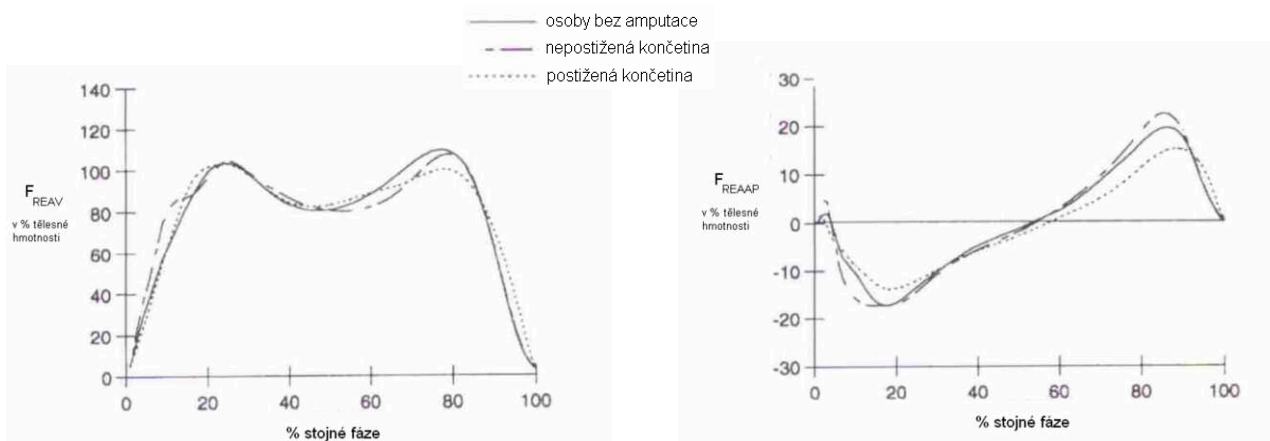 osoby bez amputace
nepostižená končetina
postižená končetina
140
120
100
80
60
40
20
0
F REAV
v % tělesné
hmotnosti
0 20 40 60 80 100
% stojné fáze
30
20
10
0
-10
-20
-30
F REAAP
v % tělesné
hmotnosti
0 20 40 60 80 100
% stojné fáze